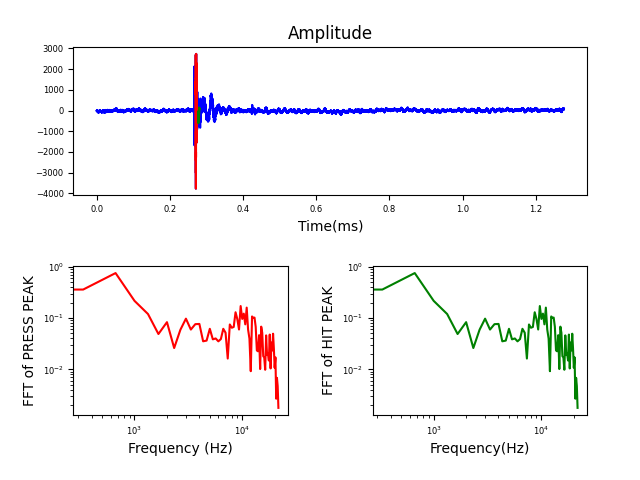 Amplitude
3000
2000
1000
0
−1000
−2000
−3000
−4000
0.0 0.2 0.4 0.6 0.8 1.0 1.2
Time(ms)
FFT of PRESS PEAK
10⁰
10⁻¹
10⁻²
10³ 10⁴
Frequency (Hz)
FFT of HIT PEAK
10⁰
10⁻¹
10⁻²
10³ 10⁴
Frequency(Hz)